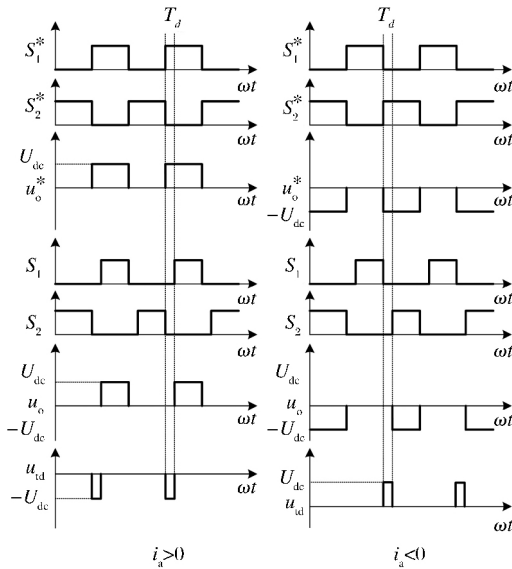 T_d T_d
S_1^* ωt S_1^* ωt
S_2^* ωt S_2^* ωt
U_dc
u_o^* ωt u_o^* ωt
−U_dc
S_1 ωt S_1 ωt
S_2 ωt S_2 ωt
U_dc U_dc
u_o ωt u_o ωt
−U_dc −U_dc
u_td ωt U_dc
−U_dc u_td ωt
i_a>0 i_a<0